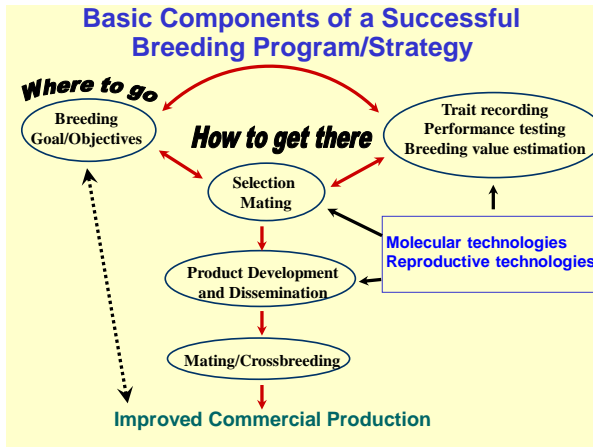 Basic Components of a Successful
Breeding Program/Strategy
Where to go
Breeding
Goal/Objectives
How to get there
Trait recording
Performance testing
Breeding value estimation
Selection
Mating
Molecular technologies
Reproductive technologies
Product Development
and Dissemination
Mating/Crossbreeding
Improved Commercial Production